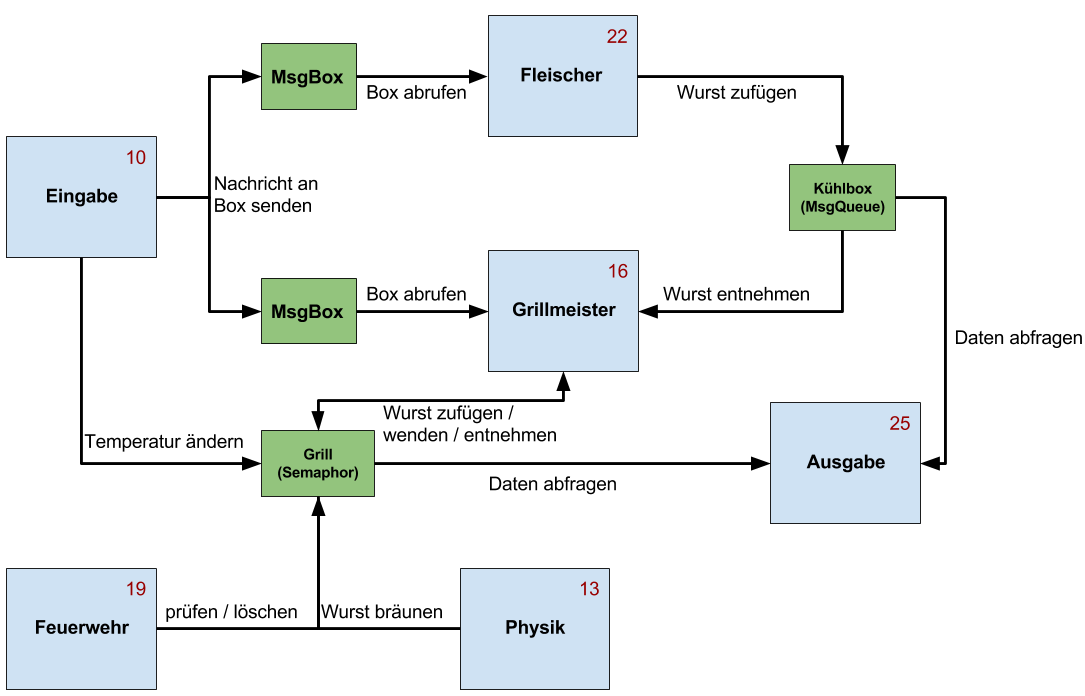 22
MsgBox
Fleischer
Box abrufen
Wurst zufügen
10
Eingabe
Nachricht an
Box senden
Kühlbox
(MsgQueue)
16
MsgBox
Box abrufen
Grillmeister
Wurst entnehmen
Daten abfragen
Wurst zufügen /
wenden / entnehmen
25
Temperatur ändern
Grill
(Semaphor)
Ausgabe
Daten abfragen
19
13
prüfen / löschen
Wurst bräunen
Feuerwehr
Physik